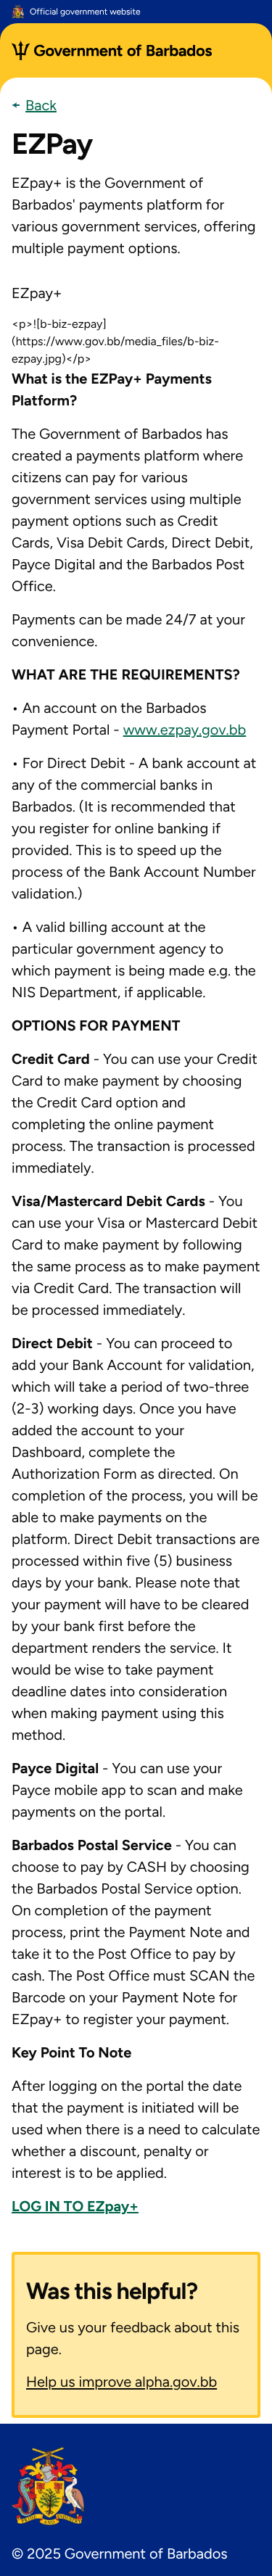 Official government website
Government of Barbados
← Back
EZPay
EZpay+ is the Government of
Barbados' payments platform for
various government services, offering
multiple payment options.
EZpay+
<p>![b-biz-ezpay]
(https://www.gov.bb/media_files/b-biz-
ezpay.jpg)</p>
What is the EZPay+ Payments
Platform?
The Government of Barbados has
created a payments platform where
citizens can pay for various
government services using multiple
payment options such as Credit
Cards, Visa Debit Cards, Direct Debit,
Payce Digital and the Barbados Post
Office.
Payments can be made 24/7 at your
convenience.
WHAT ARE THE REQUIREMENTS?
• An account on the Barbados
Payment Portal - www.ezpay.gov.bb
• For Direct Debit - A bank account at
any of the commercial banks in
Barbados. (It is recommended that
you register for online banking if
provided. This is to speed up the
process of the Bank Account Number
validation.)
• A valid billing account at the
particular government agency to
which payment is being made e.g. the
NIS Department, if applicable.
OPTIONS FOR PAYMENT
Credit Card - You can use your Credit
Card to make payment by choosing
the Credit Card option and
completing the online payment
process. The transaction is processed
immediately.
Visa/Mastercard Debit Cards - You
can use your Visa or Mastercard Debit
Card to make payment by following
the same process as to make payment
via Credit Card. The transaction will
be processed immediately.
Direct Debit - You can proceed to
add your Bank Account for validation,
which will take a period of two-three
(2-3) working days. Once you have
added the account to your
Dashboard, complete the
Authorization Form as directed. On
completion of the process, you will be
able to make payments on the
platform. Direct Debit transactions are
processed within five (5) business
days by your bank. Please note that
your payment will have to be cleared
by your bank first before the
department renders the service. It
would be wise to take payment
deadline dates into consideration
when making payment using this
method.
Payce Digital - You can use your
Payce mobile app to scan and make
payments on the portal.
Barbados Postal Service - You can
choose to pay by CASH by choosing
the Barbados Postal Service option.
On completion of the payment
process, print the Payment Note and
take it to the Post Office to pay by
cash. The Post Office must SCAN the
Barcode on your Payment Note for
EZpay+ to register your payment.
Key Point To Note
After logging on the portal the date
that the payment is initiated will be
used when there is a need to calculate
whether a discount, penalty or
interest is to be applied.
LOG IN TO EZpay+
Was this helpful?
Give us your feedback about this
page.
Help us improve alpha.gov.bb
© 2025 Government of Barbados